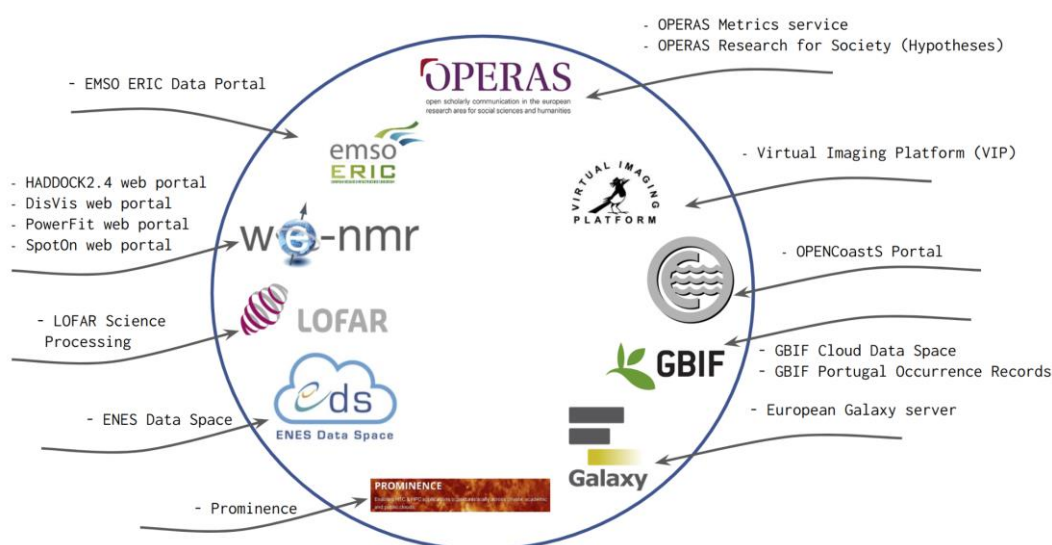 - OPERAS Metrics service
- OPERAS Research for Society (Hypotheses)
OPERAS
open scholarly communication in the european
research area for social sciences and humanities
- EMSO ERIC Data Portal
emso
ERIC
- Virtual Imaging Platform (VIP)
VIRTUAL IMAGING
PLATFORM
- HADDOCK2.4 web portal
- DisVis web portal
- PowerFit web portal
- SpotOn web portal
we-nmr
- OPENCoastS Portal
- LOFAR Science
Processing
LOFAR
GBIF
- GBIF Cloud Data Space
- GBIF Portugal Occurrence Records
- ENES Data Space
eds
ENES Data Space
- European Galaxy server
Galaxy
- Prominence
PROMINENCE